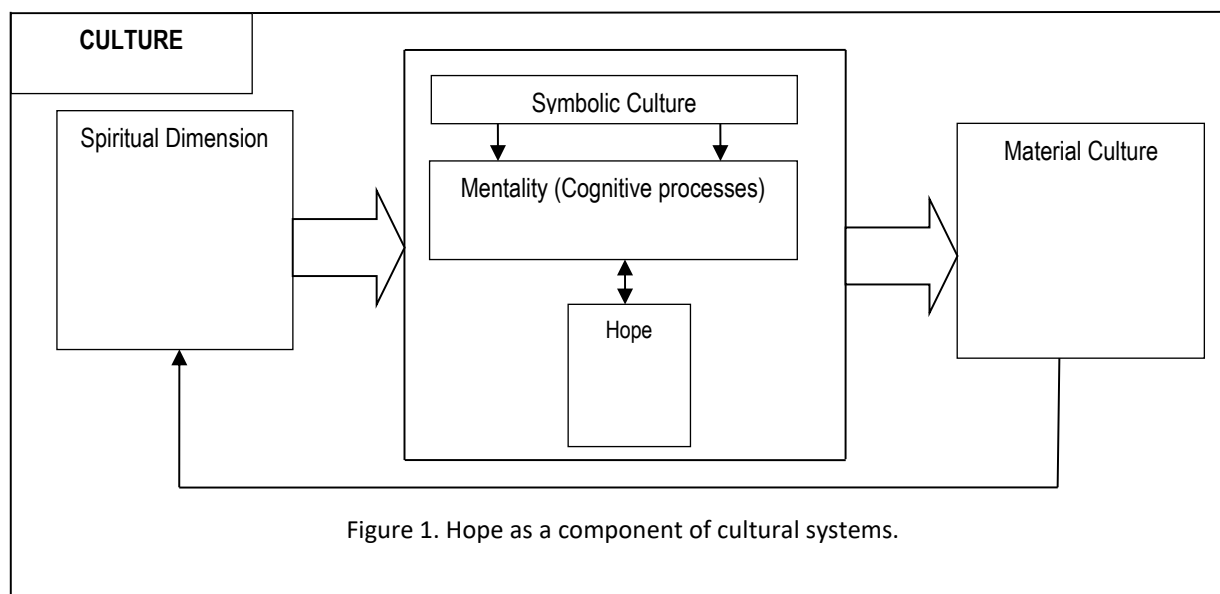 CULTURE
Spiritual Dimension
Symbolic Culture
Mentality (Cognitive processes)
Hope
Material Culture
Figure 1. Hope as a component of cultural systems.